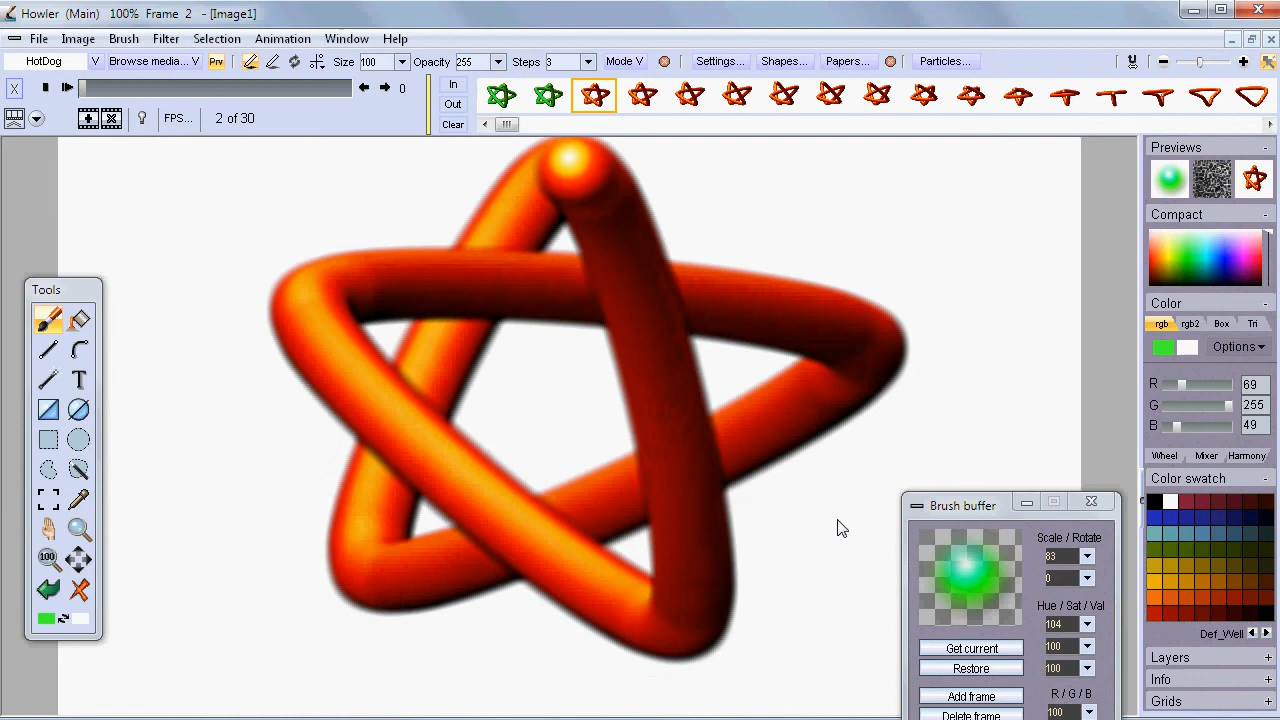 Howler (Main) 100% Frame 2 - [Image1]
File Image Brush Filter Selection Animation Window Help
HotDog V Browse media... V Prv Size 100 Opacity 255 Steps 3 Mode V Settings... Shapes... Papers... Particles...
X 0 In
Out
FPS... 2 of 30 Clear
Previews -
Compact -
Color -
rgb rgb2 Box Tri
Options
R 69
G 255
B 49
Wheel Mixer Harmony
Color swatch -
Def_Well
Layers +
Info +
Grids +
Tools
T
100
Brush buffer
Scale / Rotate
83
0
Hue / Sat / Val
104
Get current 100
Restore 100
Add frame R / G / B
Delete frame 100